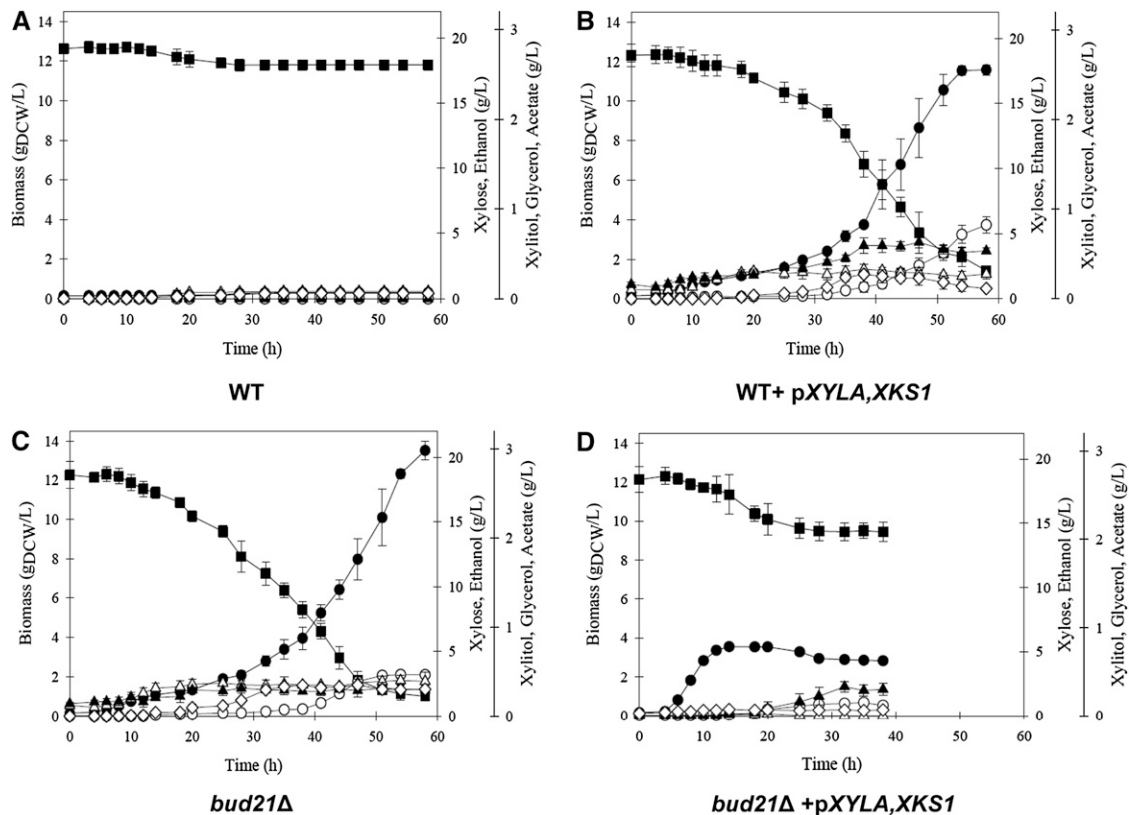 A
14
12
10
8
6
4
2
0
Biomass (gDCW/L)
0 10 20 30 40 50 60
Time (h)
20
15
10
5
0
Xylose, Ethanol (g/L)
3
2
1
0
Xylitol, Glycerol, Acetate (g/L)
WT
B
14
12
10
8
6
4
2
0
Biomass (gDCW/L)
0 10 20 30 40 50 60
Time (h)
20
15
10
5
0
Xylose, Ethanol (g/L)
3
2
1
0
Xylitol, Glycerol, Acetate (g/L)
WT+ pXYLA,XKS1
C
14
12
10
8
6
4
2
0
Biomass (gDCW/L)
0 10 20 30 40 50 60
Time (h)
20
15
10
5
0
Xylose, Ethanol (g/L)
3
2
1
0
Xylitol, Glycerol, Acetate (g/L)
bud21Δ
D
14
12
10
8
6
4
2
0
Biomass (gDCW/L)
0 10 20 30 40 50 60
Time (h)
20
15
10
5
0
Xylose, Ethanol (g/L)
3
2
1
0
Xylitol, Glycerol, Acetate (g/L)
bud21Δ +pXYLA,XKS1